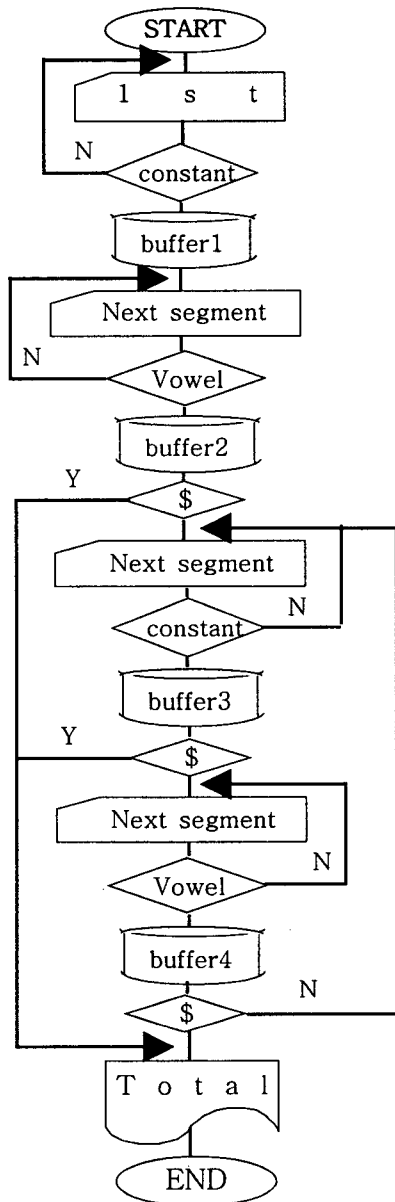 START
1 s t
N
constant
buffer1
Next segment
N
Vowel
buffer2
Y
$
Next segment
N
constant
buffer3
Y
$
Next segment
N
Vowel
buffer4
N
$
T o t a l
END